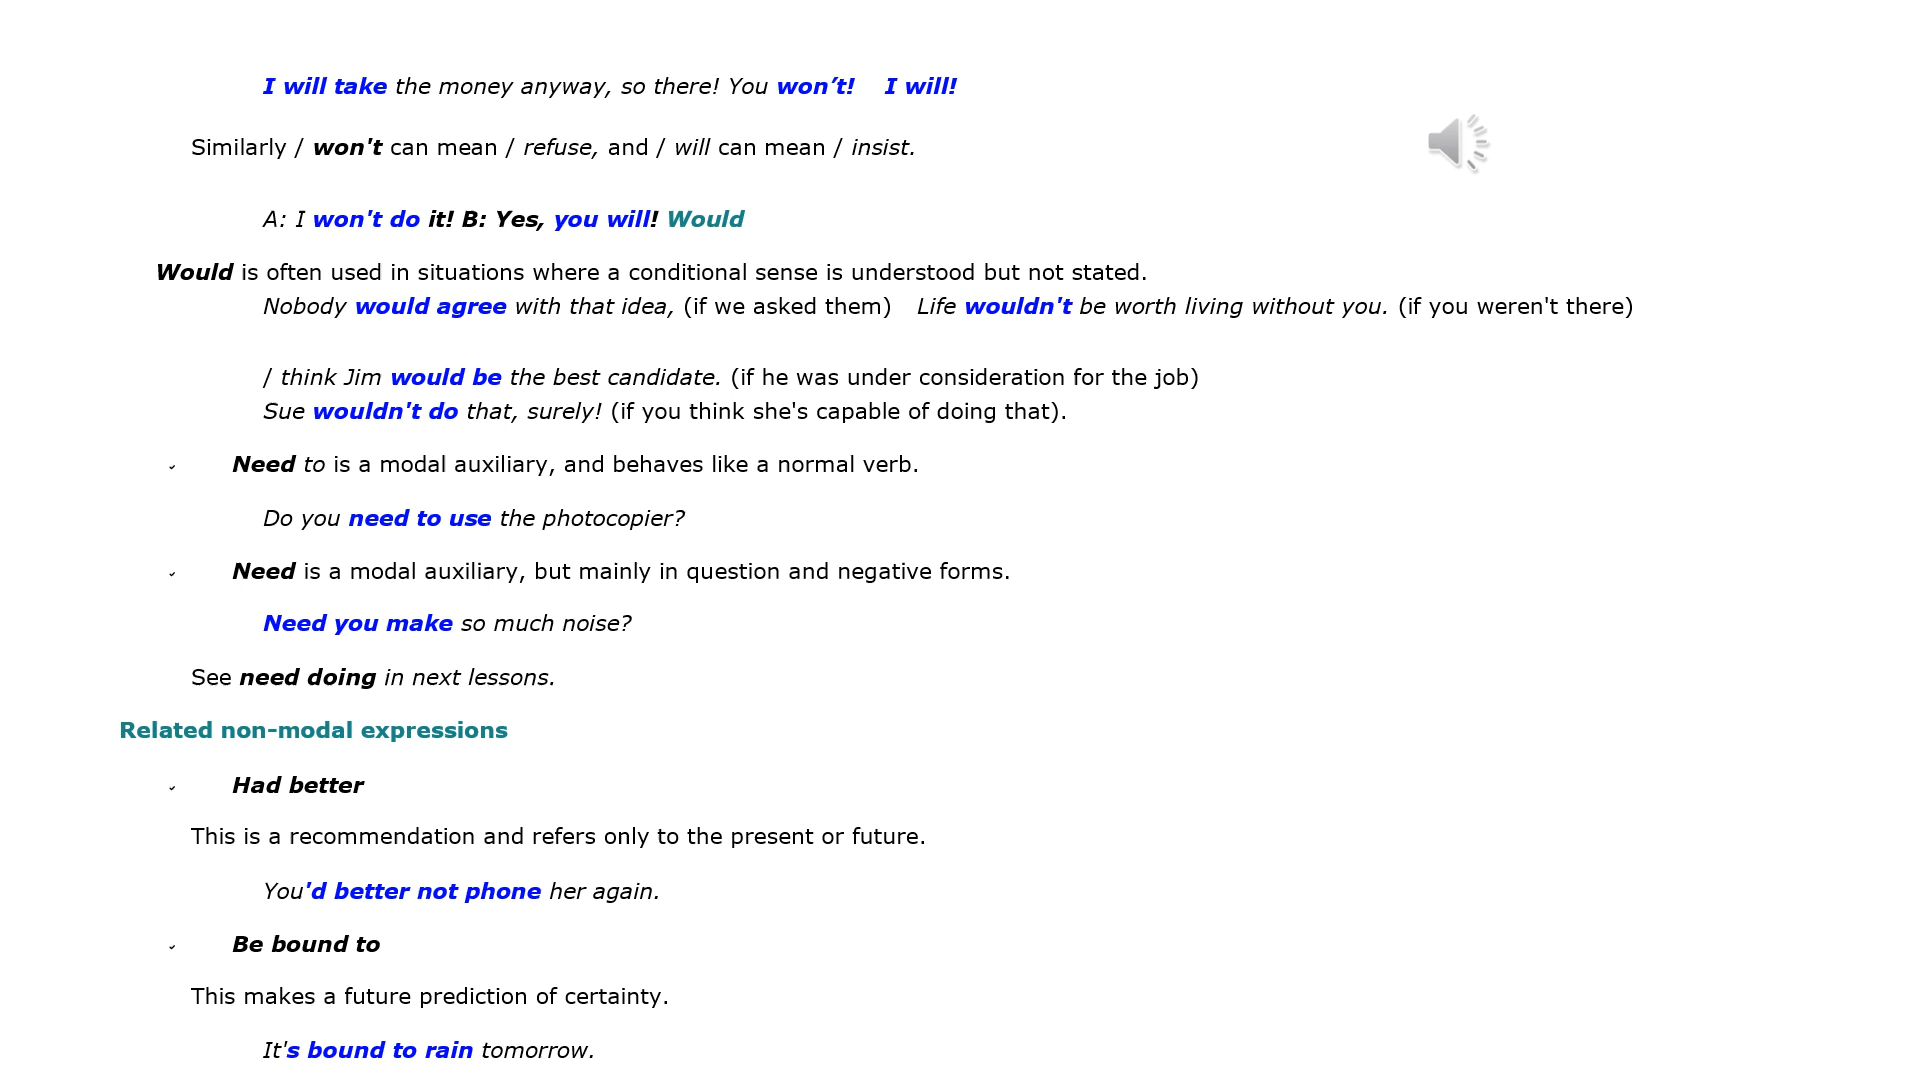 I will take the money anyway, so there! You won’t! I will!
Similarly / won't can mean / refuse, and / will can mean / insist.
A: I won't do it! B: Yes, you will! Would
Would is often used in situations where a conditional sense is understood but not stated.
Nobody would agree with that idea, (if we asked them) Life wouldn't be worth living without you. (if you weren't there)
/ think Jim would be the best candidate. (if he was under consideration for the job)
Sue wouldn't do that, surely! (if you think she's capable of doing that).
Need to is a modal auxiliary, and behaves like a normal verb.
Do you need to use the photocopier?
Need is a modal auxiliary, but mainly in question and negative forms.
Need you make so much noise?
See need doing in next lessons.
Related non-modal expressions
Had better
This is a recommendation and refers only to the present or future.
You'd better not phone her again.
Be bound to
This makes a future prediction of certainty.
It's bound to rain tomorrow.